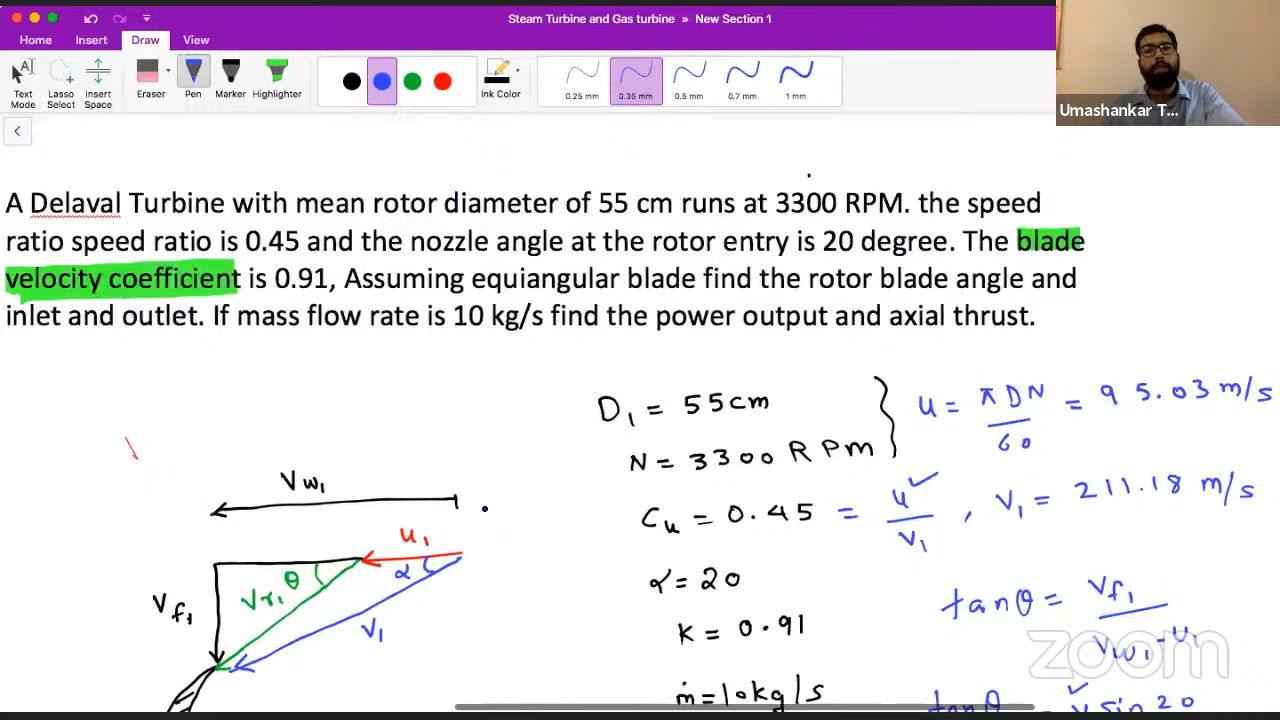 Steam Turbine and Gas turbine » New Section 1
Home Insert Draw View
Text Mode
Lasso Select
Insert Space
Eraser
Pen
Marker
Highlighter
Ink Color
0.25 mm
0.35 mm
0.5 mm
0.7 mm
1 mm
Umashankar T...
A Delaval Turbine with mean rotor diameter of 55 cm runs at 3300 RPM. the speed
ratio speed ratio is 0.45 and the nozzle angle at the rotor entry is 20 degree. The blade
velocity coefficient is 0.91, Assuming equiangular blade find the rotor blade angle and
inlet and outlet. If mass flow rate is 10 kg/s find the power output and axial thrust.
D₁ = 55cm
N = 3300 RPm
u = πDN/60 = 95.03 m/s
Cu = 0.45 = u/V₁ , V₁ = 211.18 m/s
α = 20
K = 0.91
ṁ = 10kg/s
tanθ = Vf₁/Vw₁-u₁
tanθ = V sin 20
Vw₁
u₁
θ
α
Vr₁
Vf₁
V₁
zoom